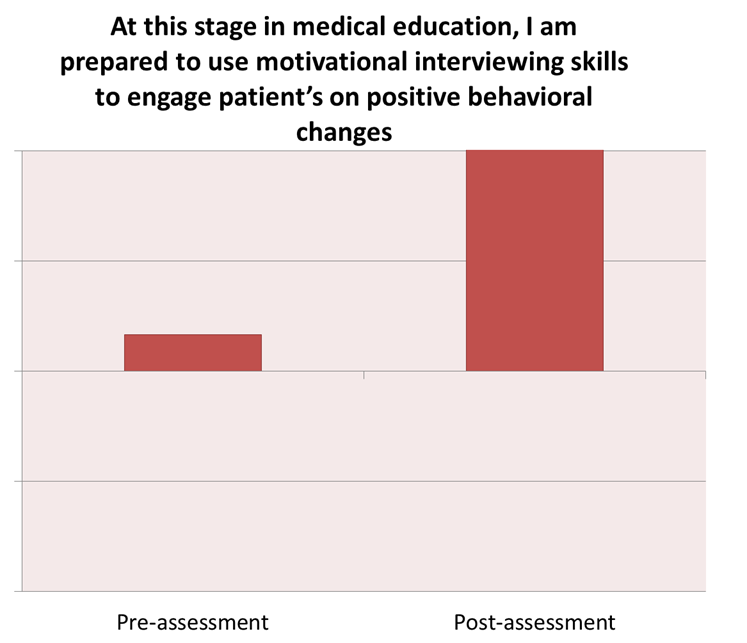 At this stage in medical education, I am
prepared to use motivational interviewing skills
to engage patient’s on positive behavioral
changes
Pre-assessment
Post-assessment